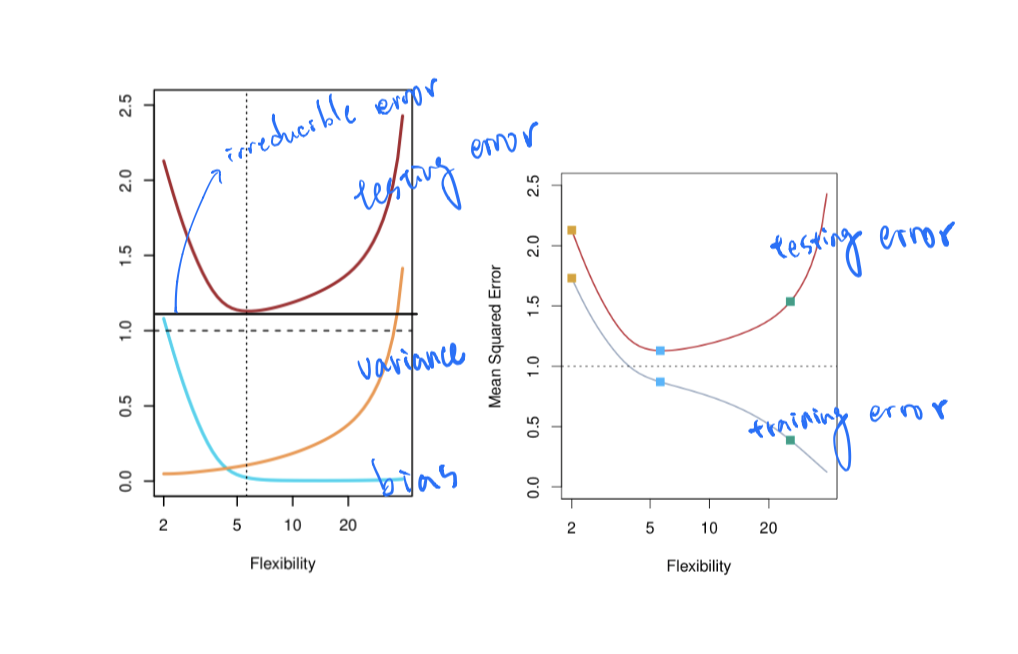 2.5
2.0
1.5
1.0
0.5
0.0
2 5 10 20
Flexibility
irreducible error
testing error
variance
bias
Mean Squared Error
2.5
2.0
1.5
1.0
0.5
0.0
2 5 10 20
Flexibility
testing error
training error